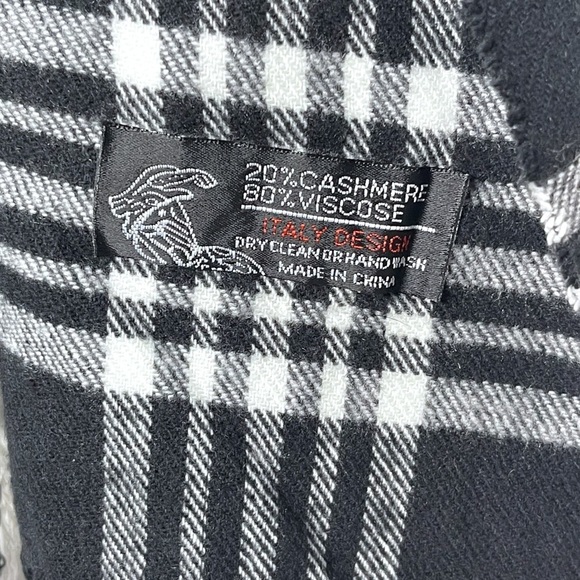 20%CASHMERE
80%VISCOSE
ITALY DESIGN
DRY CLEAN OR HAND WASH
MADE IN CHINA